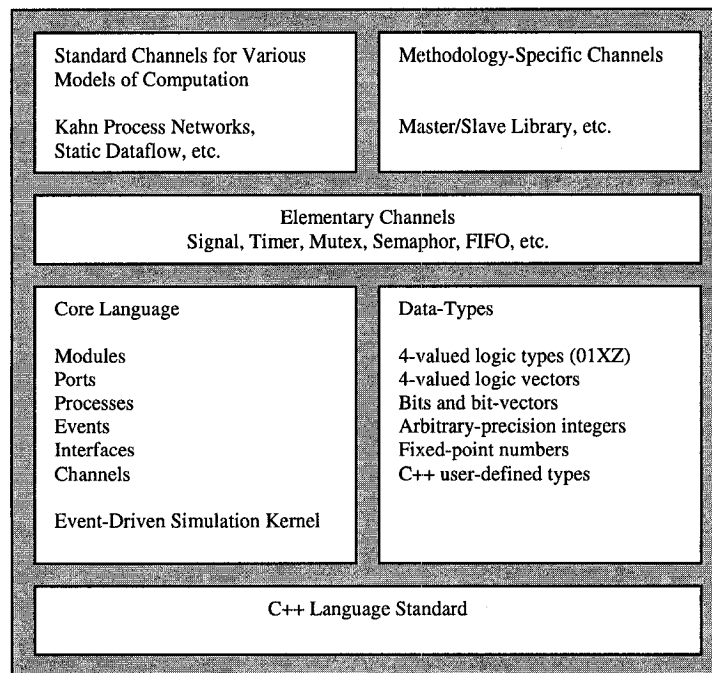 Standard Channels for Various
Models of Computation
Kahn Process Networks,
Static Dataflow, etc.
Methodology-Specific Channels
Master/Slave Library, etc.
Elementary Channels
Signal, Timer, Mutex, Semaphor, FIFO, etc.
Core Language
Modules
Ports
Processes
Events
Interfaces
Channels
Event-Driven Simulation Kernel
Data-Types
4-valued logic types (01XZ)
4-valued logic vectors
Bits and bit-vectors
Arbitrary-precision integers
Fixed-point numbers
C++ user-defined types
C++ Language Standard